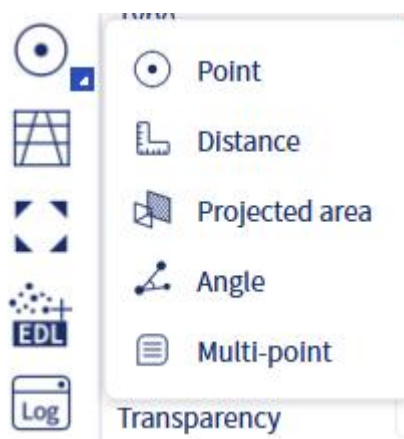 Point
Distance
Projected area
Angle
EDL
Multi-point
Log
Transparency